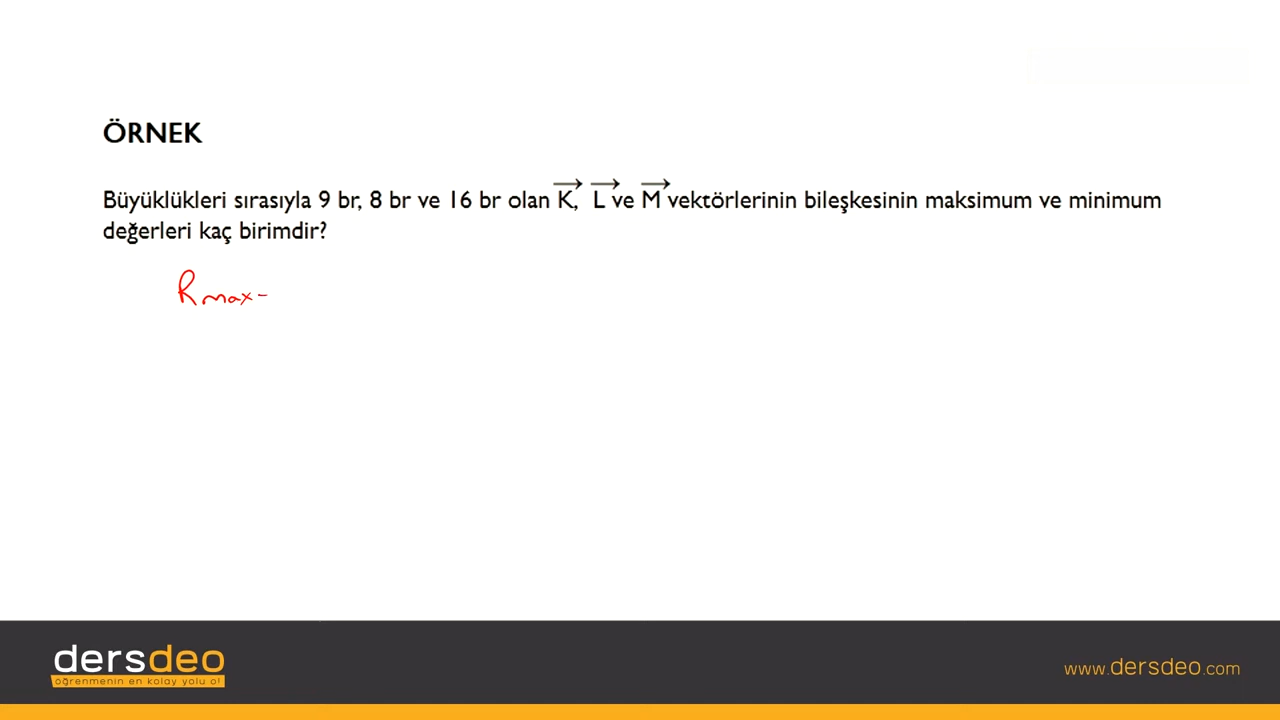 ÖRNEK
Büyüklükleri sırasıyla 9 br, 8 br ve 16 br olan K, L ve M vektörlerinin bileşkesinin maksimum ve minimum
değerleri kaç birimdir?
Rmax-
dersdeo
öğrenmenin en kolay yolu o!
www.dersdeo.com